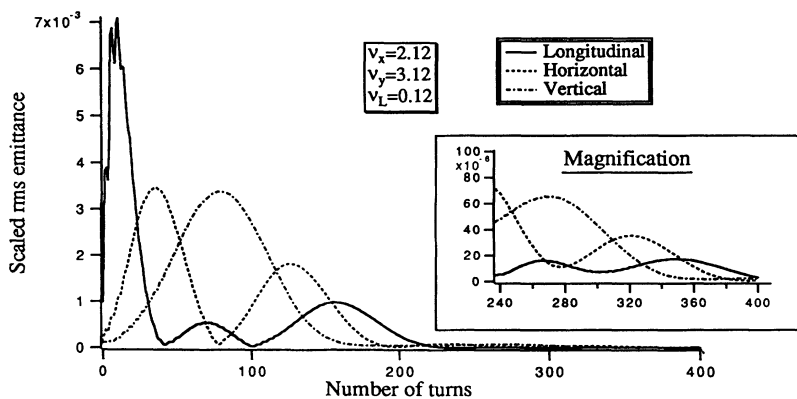 7x10⁻³
6
5
4
3
2
1
0
Scaled rms emittance
νx=2.12
νy=3.12
νL=0.12
Longitudinal
Horizontal
Vertical
Magnification
100
x10⁻⁶
80
60
40
20
0
240 280 320 360 400
0 100 200 300 400
Number of turns